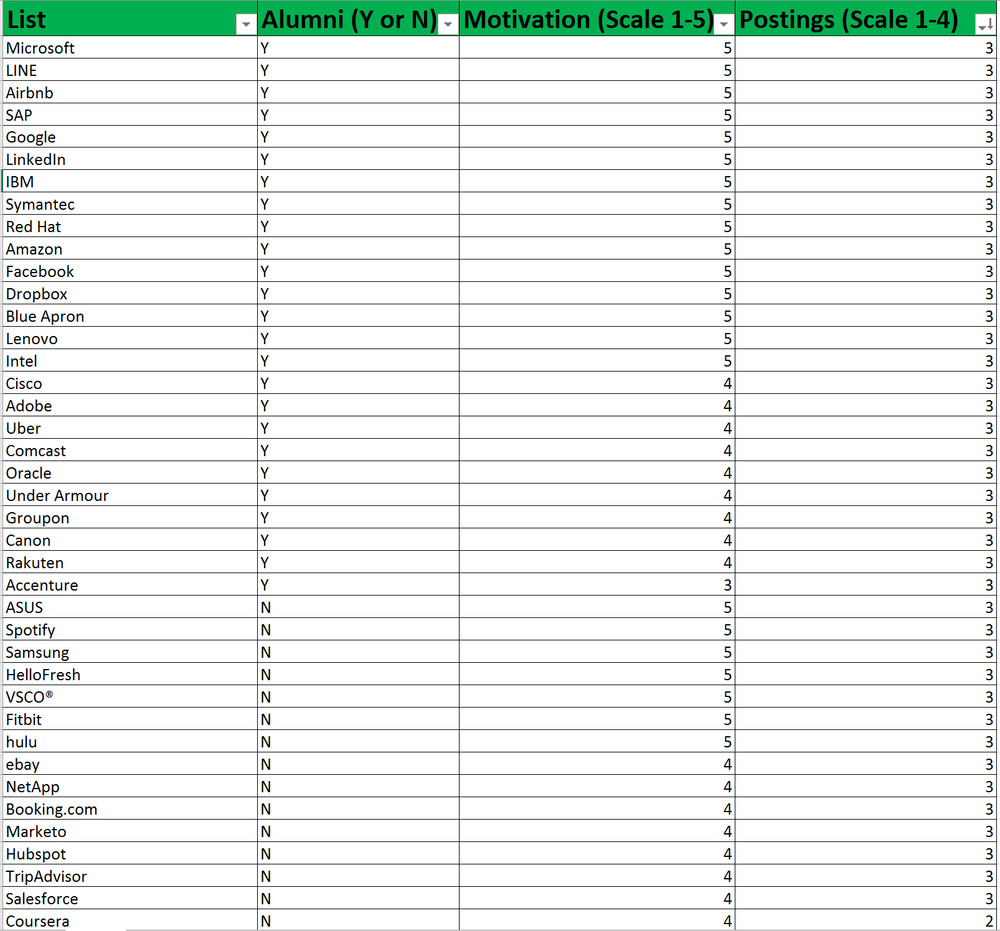 List Alumni (Y or N) Motivation (Scale 1-5) Postings (Scale 1-4)
Microsoft Y 5 3
LINE Y 5 3
Airbnb Y 5 3
SAP Y 5 3
Google Y 5 3
LinkedIn Y 5 3
IBM Y 5 3
Symantec Y 5 3
Red Hat Y 5 3
Amazon Y 5 3
Facebook Y 5 3
Dropbox Y 5 3
Blue Apron Y 5 3
Lenovo Y 5 3
Intel Y 5 3
Cisco Y 4 3
Adobe Y 4 3
Uber Y 4 3
Comcast Y 4 3
Oracle Y 4 3
Under Armour Y 4 3
Groupon Y 4 3
Canon Y 4 3
Rakuten Y 4 3
Accenture Y 3 3
ASUS N 5 3
Spotify N 5 3
Samsung N 5 3
HelloFresh N 5 3
VSCO® N 5 3
Fitbit N 5 3
hulu N 5 3
ebay N 4 3
NetApp N 4 3
Booking.com N 4 3
Marketo N 4 3
Hubspot N 4 3
TripAdvisor N 4 3
Salesforce N 4 3
Coursera N 4 2